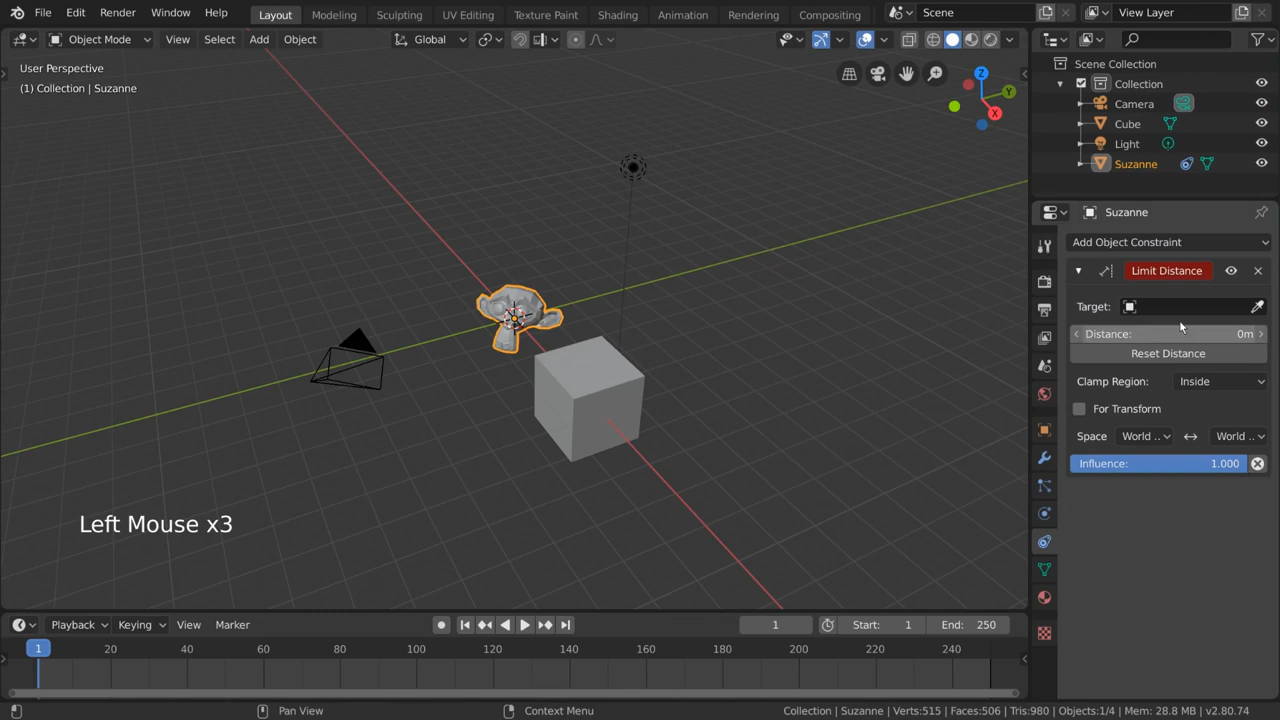 File Edit Render Window Help Layout Modeling Sculpting UV Editing Texture Paint Shading Animation Rendering Compositing Scene View Layer
Object Mode View Select Add Object Global
User Perspective
(1) Collection | Suzanne
Z
Y
X
Scene Collection
Collection
Camera
Cube
Light
Suzanne
Suzanne
Add Object Constraint
Limit Distance
Target:
Distance: 0m
Reset Distance
Clamp Region: Inside
For Transform
Space World .. World ..
Influence: 1.000
Left Mouse x3
Playback Keying View Marker 1 Start: 1 End: 250
1 20 40 60 80 100 120 140 160 180 200 220 240
Pan View Context Menu Collection | Suzanne | Verts:515 | Faces:506 | Tris:980 | Objects:1/4 | Mem: 28.8 MB | v2.80.74